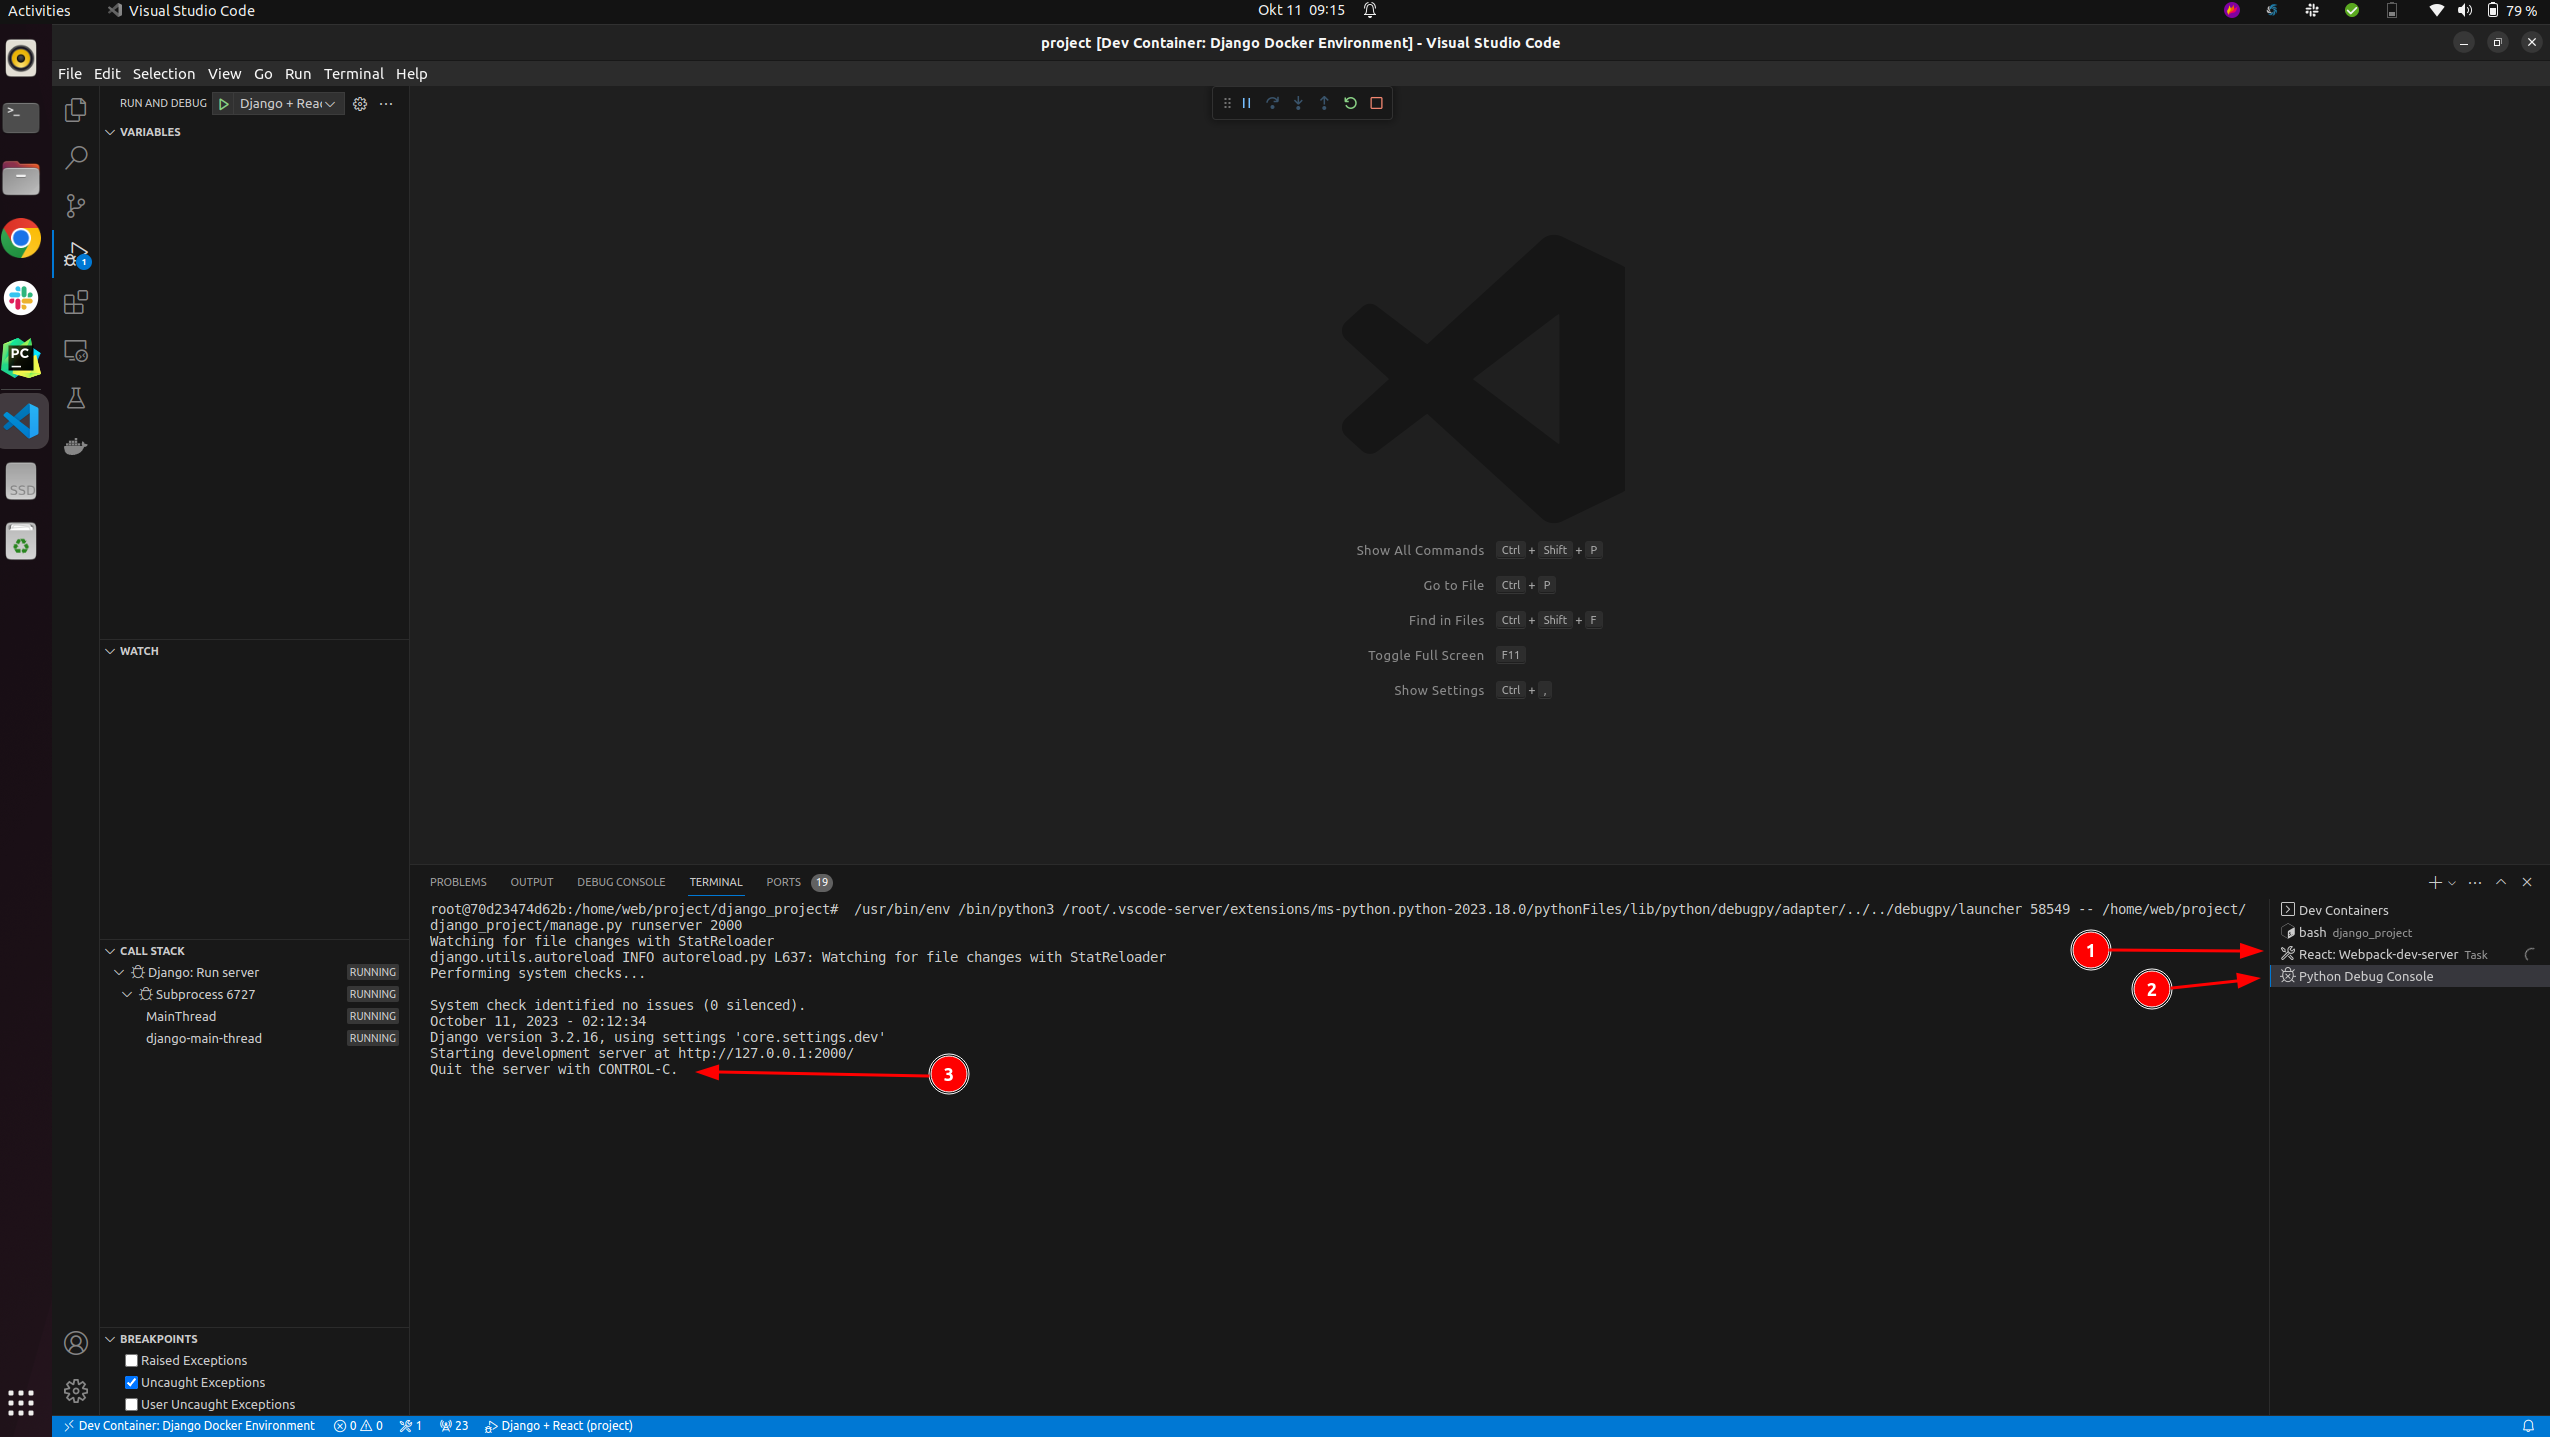 Activities
Visual Studio Code
Okt 11 09:15
79 %
project [Dev Container: Django Docker Environment] - Visual Studio Code
File Edit Selection View Go Run Terminal Help
RUN AND DEBUG
VARIABLES
>_
PC
1
SSD
Show All Commands Ctrl + Shift + P
Go to File Ctrl + P
Find in Files Ctrl + Shift + F
Toggle Full Screen F11
Show Settings Ctrl + ,
WATCH
CALL STACK
Django: Run server RUNNING
Subprocess 6727 RUNNING
MainThread RUNNING
django-main-thread RUNNING
BREAKPOINTS
Raised Exceptions
Uncaught Exceptions
User Uncaught Exceptions
PROBLEMS OUTPUT DEBUG CONSOLE TERMINAL PORTS 19
root@70d23474d62b:/home/web/project/django_project# /usr/bin/env /bin/python3 /root/.vscode-server/extensions/ms-python.python-2023.18.0/pythonFiles/lib/python/debugpy/adapter/../../debugpy/launcher 58549 -- /home/web/project/
django_project/manage.py runserver 2000
Watching for file changes with StatReloader
django.utils.autoreload INFO autoreload.py L637: Watching for file changes with StatReloader
Performing system checks...
System check identified no issues (0 silenced).
October 11, 2023 - 02:12:34
Django version 3.2.16, using settings 'core.settings.dev'
Starting development server at http://127.0.0.1:2000/
Quit the server with CONTROL-C.
3
1
2
Dev Containers
bash django_project
React: Webpack-dev-server Task
Python Debug Console
Dev Container: Django Docker Environment 0 0 1 23 Django + React (project)